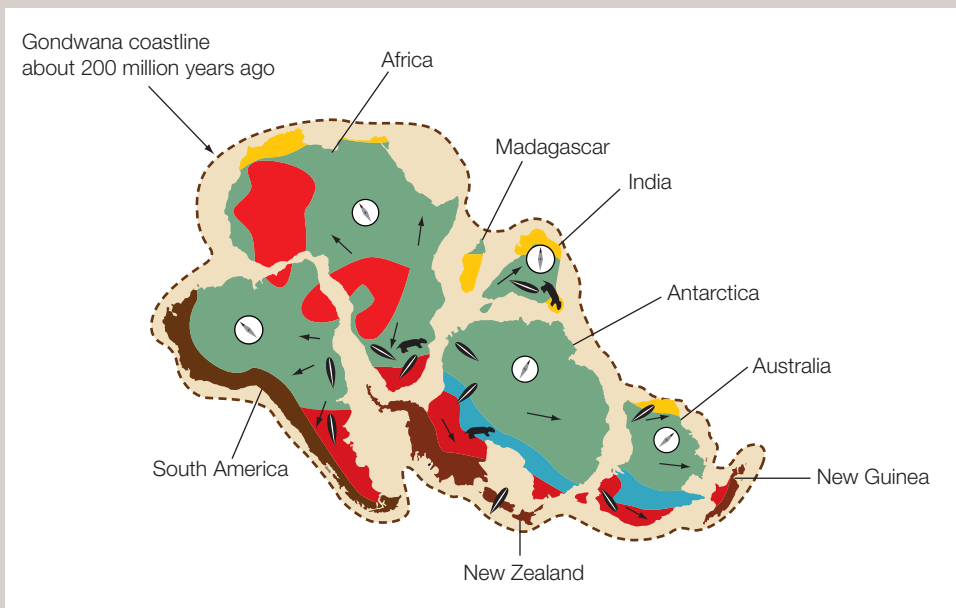 Gondwana coastline
about 200 million years ago
Africa
Madagascar
India
Antarctica
Australia
South America
New Guinea
New Zealand